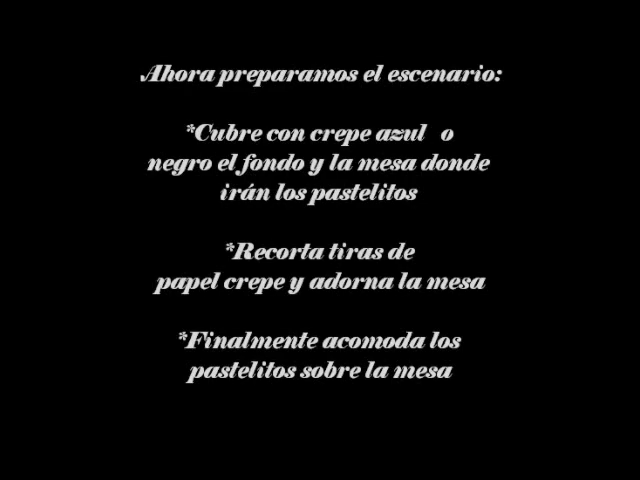 Ahora preparamos el escenario:
*Cubre con crepe azul o
negro el fondo y la mesa donde
irán los pastelitos
*Recorta tiras de
papel crepe y adorna la mesa
*Finalmente acomoda los
pastelitos sobre la mesa